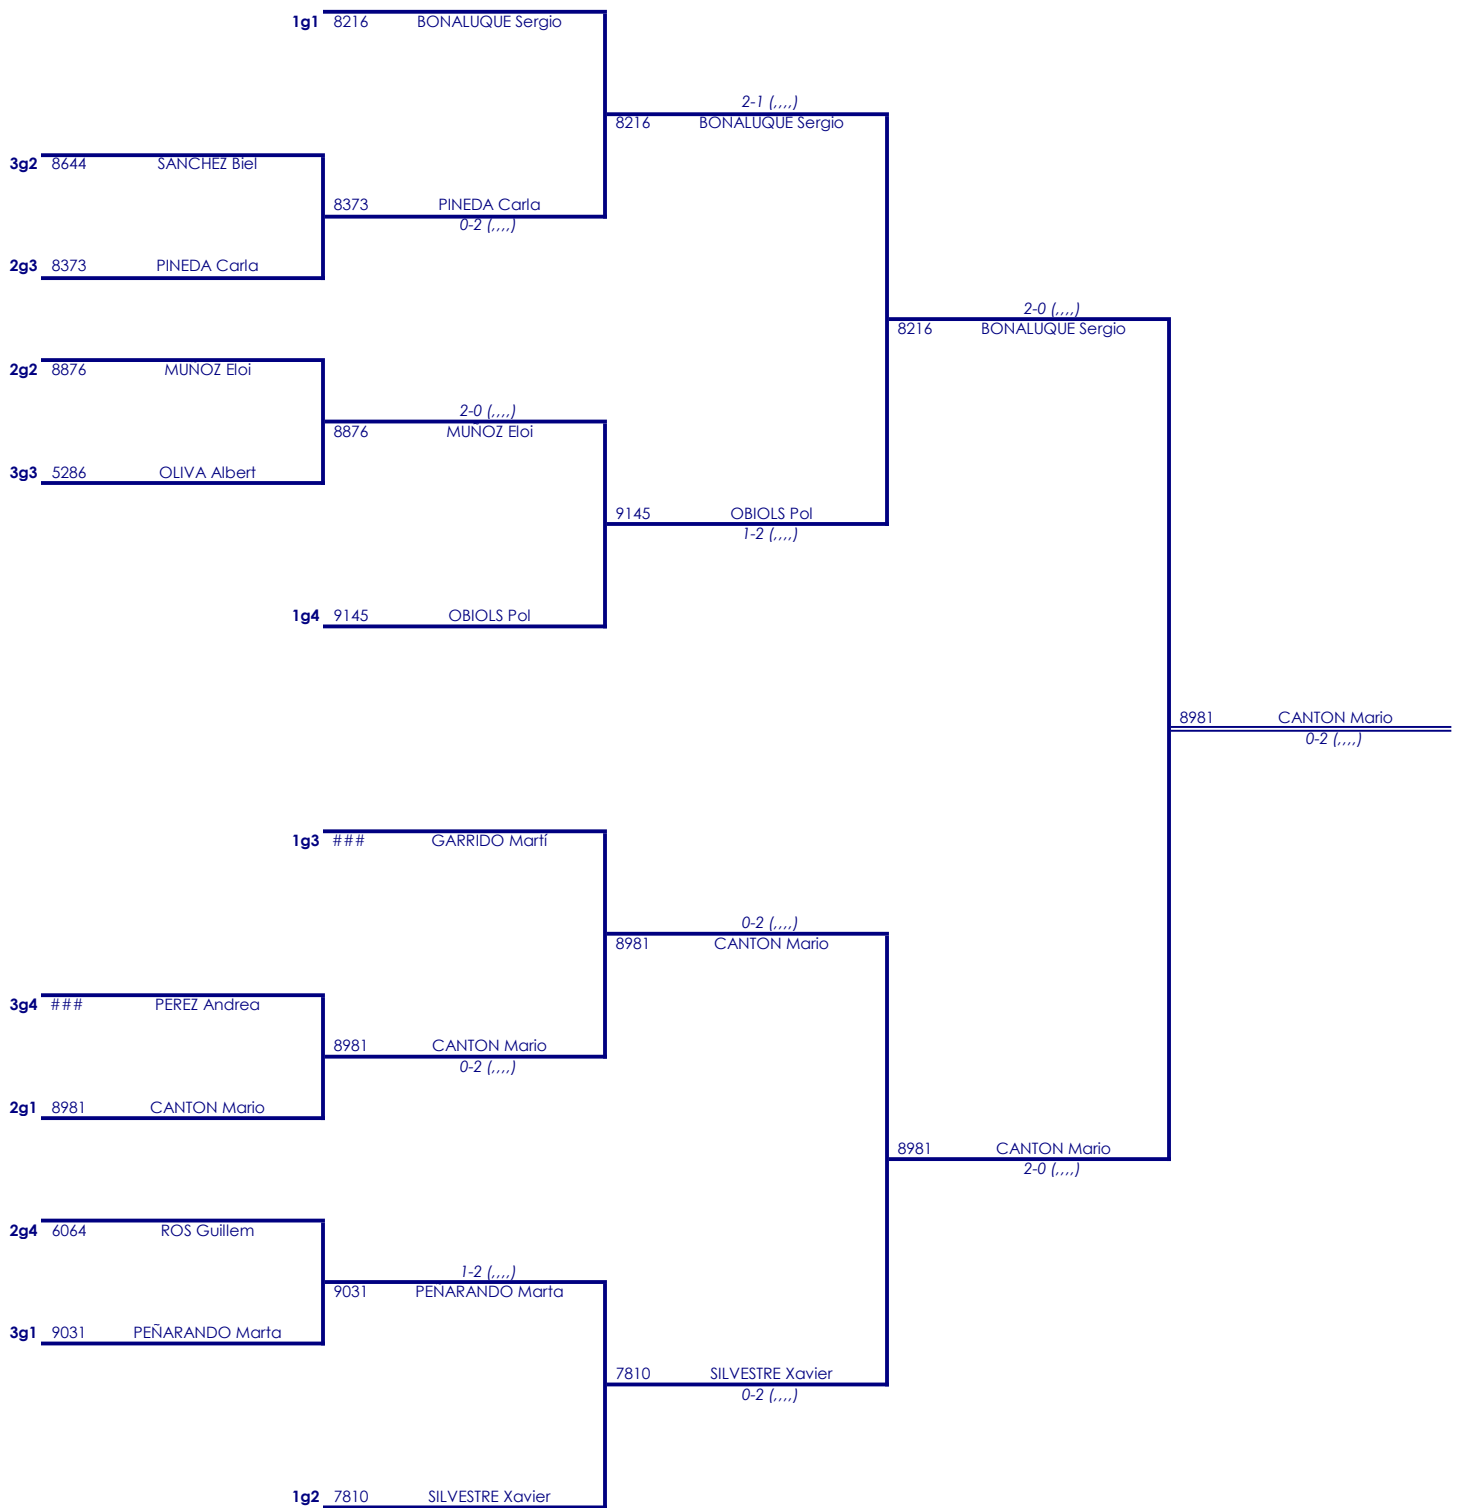 1g1 8216 BONALUQUE Sergio
2-1 (,,,,)
8216 BONALUQUE Sergio
3g2 8644 SANCHEZ Biel
8373 PINEDA Carla
0-2 (,,,,)
2g3 8373 PINEDA Carla
2-0 (,,,,)
8216 BONALUQUE Sergio
2g2 8876 MUÑOZ Eloi
2-0 (,,,,)
8876 MUÑOZ Eloi
3g3 5286 OLIVA Albert
9145 OBIOLS Pol
1-2 (,,,,)
1g4 9145 OBIOLS Pol
8981 CANTON Mario
0-2 (,,,,)
1g3 ### GARRIDO Martí
0-2 (,,,,)
8981 CANTON Mario
3g4 ### PEREZ Andrea
8981 CANTON Mario
0-2 (,,,,)
2g1 8981 CANTON Mario
8981 CANTON Mario
2-0 (,,,,)
2g4 6064 ROS Guillem
1-2 (,,,,)
9031 PEÑARANDO Marta
3g1 9031 PEÑARANDO Marta
7810 SILVESTRE Xavier
0-2 (,,,,)
1g2 7810 SILVESTRE Xavier